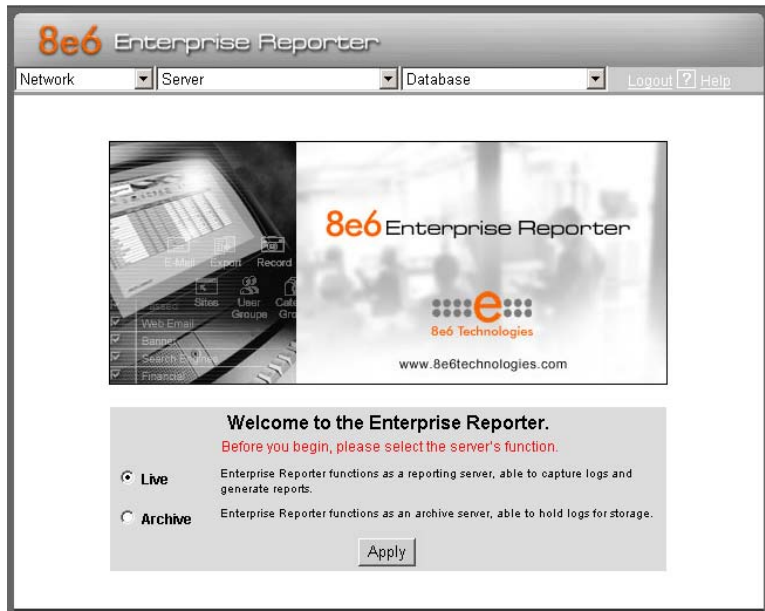 8e6 Enterprise Reporter
Network Server Database Logout ? Help
8e6 Enterprise Reporter
E-Mail Export Record
Sites User Groups
Web Email
Banner
Search Engines
Financial
8e6 Technologies
www.8e6technologies.com
Welcome to the Enterprise Reporter.
Before you begin, please select the server's function.
Live Enterprise Reporter functions as a reporting server, able to capture logs and
generate reports.
Archive Enterprise Reporter functions as an archive server, able to hold logs for storage.
Apply